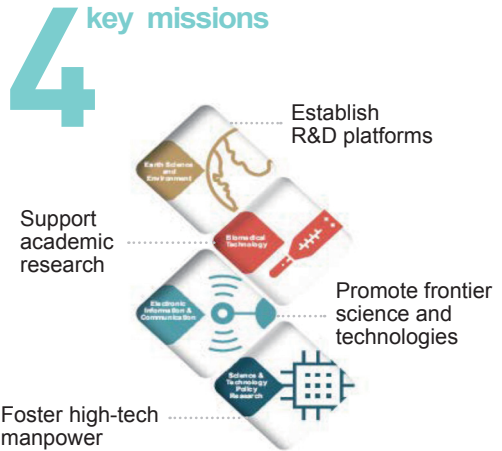 4
key missions
Establish
R&D platforms
Earth Science
and
Environment
Support
academic
research
Biomedical
Technology
Promote frontier
science and
technologies
Electronic
Information &
Communication
Science &
Technology
Policy
Research
Foster high-tech
manpower